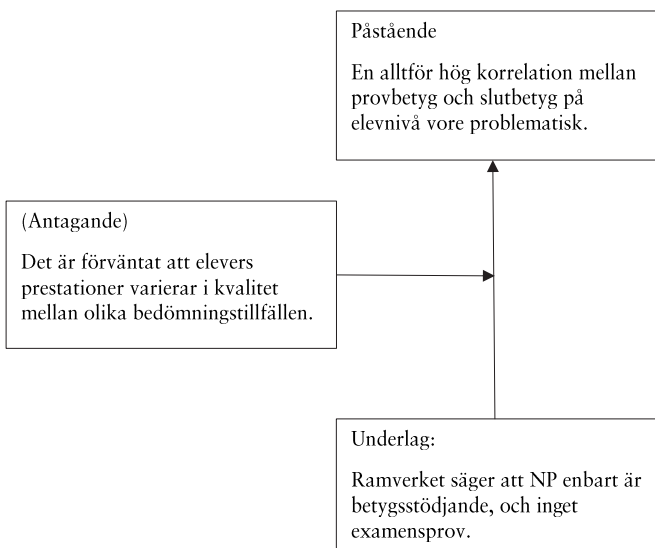 Påstående
En alltför hög korrelation mellan
provbetyg och slutbetyg på
elevnivå vore problematisk.
(Antagande)
Det är förväntat att elevers
prestationer varierar i kvalitet
mellan olika bedömningstillfällen.
Underlag:
Ramverket säger att NP enbart är
betygsstödjande, och inget
examensprov.